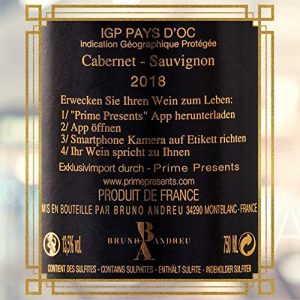 IGP PAYS D'OC
Indication Géographique Protégée
Cabernet - Sauvignon
2018
Erwecken Sie Ihren Wein zum Leben:
1/ "Prime Presents" App herunterladen
2/ App öffnen
3/ Smartphone Kamera auf Etikett richten
4/ Ihr Wein spricht zu Ihnen
Exklusivimport durch - Prime Presents
www.primepresents.com
PRODUIT DE FRANCE
MIS EN BOUTEILLE PAR BRUNO ANDREU 34290 MONTBLANC- FRANCE
13,5% BRUNO ANDREU 750 ML
BA
CONTIENT DES SULFITES - CONTAINS SULPHITES - ENTHÄLT SULFITE - INDEHOLDER SULFITER